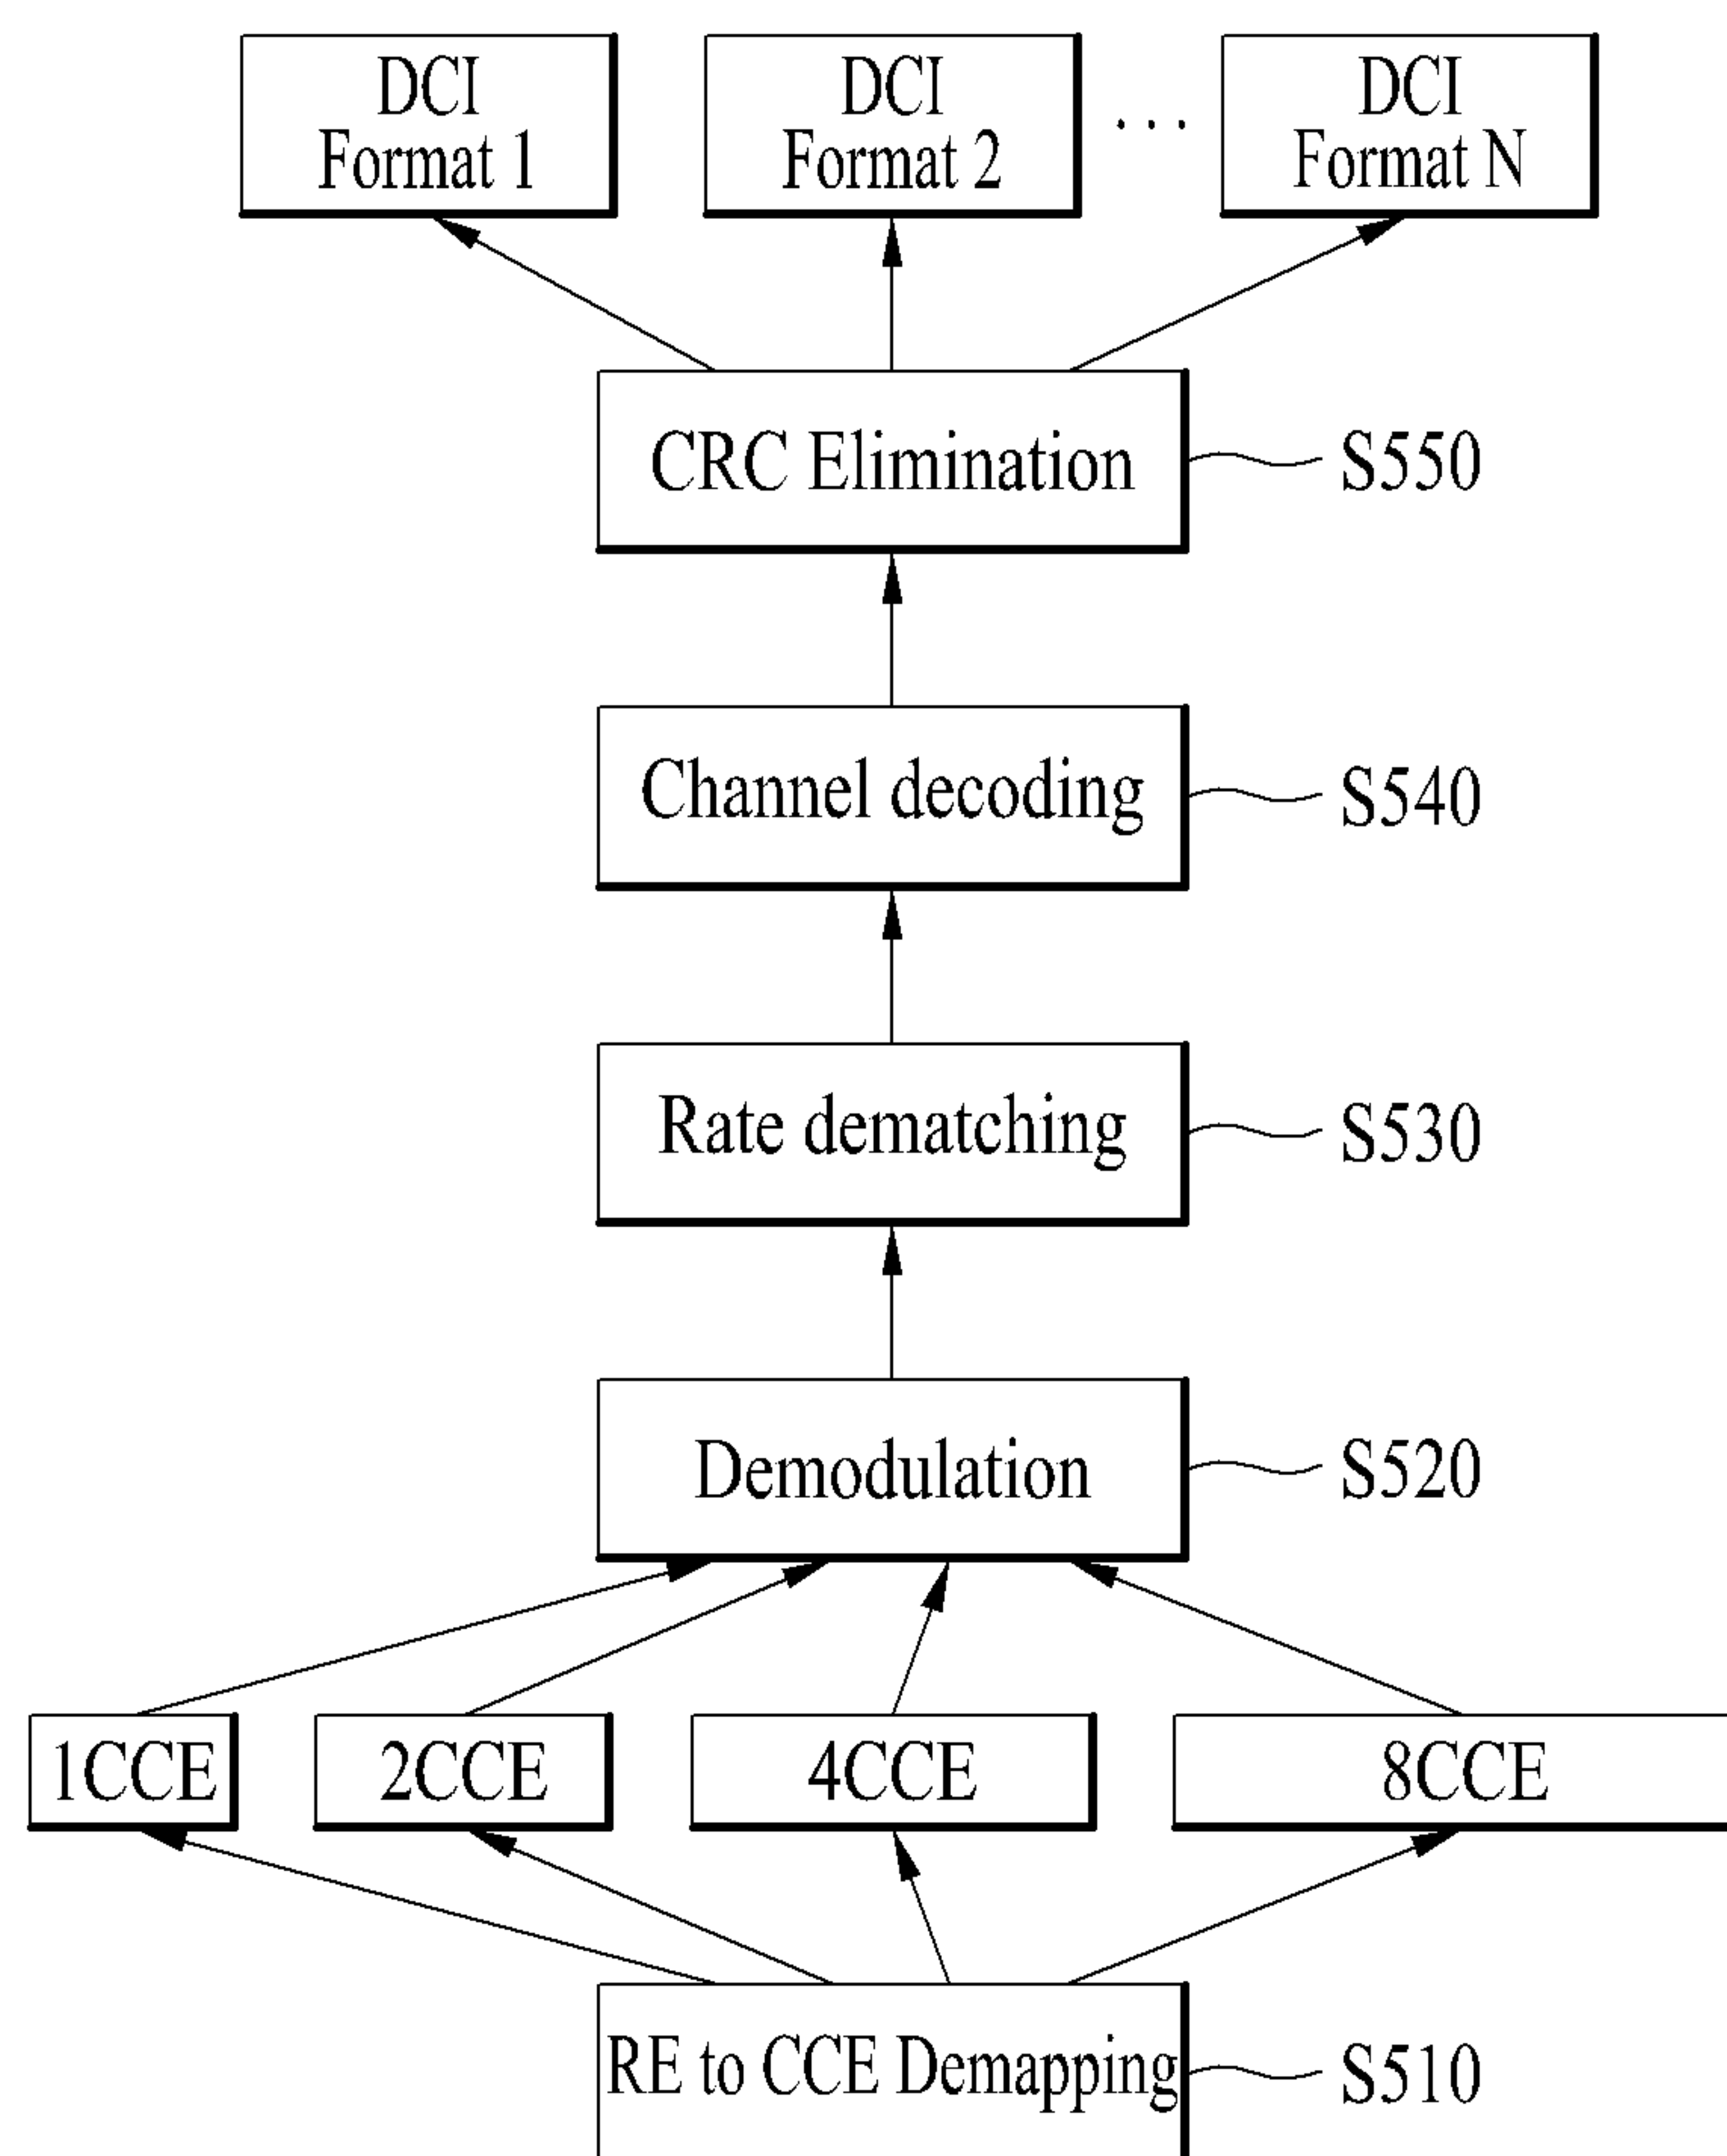 DCI
Format 1
DCI
Format 2
...
DCI
Format N
CRC Elimination
S550
Channel decoding
S540
Rate dematching
S530
Demodulation
S520
1CCE
2CCE
4CCE
8CCE
RE to CCE Demapping
S510